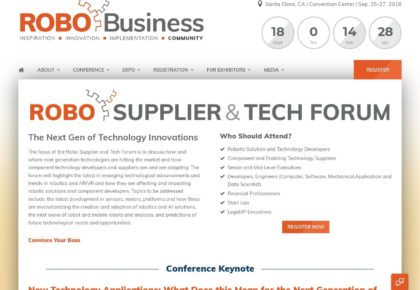 Santa Clara, CA | Convention Center | Sep. 25-27, 2018
ROBO Business
INSPIRATION • INNOVATION • IMPLEMENTATION • COMMUNITY
18 0 14 28
days hrs min sec
ABOUT CONFERENCE EXPO REGISTRATION FOR EXHIBITORS MEDIA REGISTER
ROBO SUPPLIER & TECH FORUM
The Next Gen of Technology Innovations
The focus of the Robo Supplier and Tech Forum is to discuss how and
where next generation technologies are hitting the market and how
component technology developers and suppliers can and are adapting. The
forum will highlight the latest in emerging technological advancements and
trends in robotics and AR/VR and how they are affecting and impacting
robotic solutions and component developers. Topics to be addressed
include: the latest development in sensors, motors, platforms and how these
are revolutionizing the creation and adoption of robotics and AI solutions,
the next wave of robot and mobile robots and analysis, and predictions of
future technological needs and opportunities.
Convince Your Boss
Who Should Attend?
Robotic Solution and Technology Developers
Component and Enabling Technology Suppliers
Senior and Mid-Level Executives
Developers, Engineers (Computer, Software, Mechanical Application and
Data Scientist)
Financial Professionals
Start Ups
Legal/IP Executives
REGISTER NOW
Conference Keynote
New Technology Applications: What Does this Mean for the Next Generation of